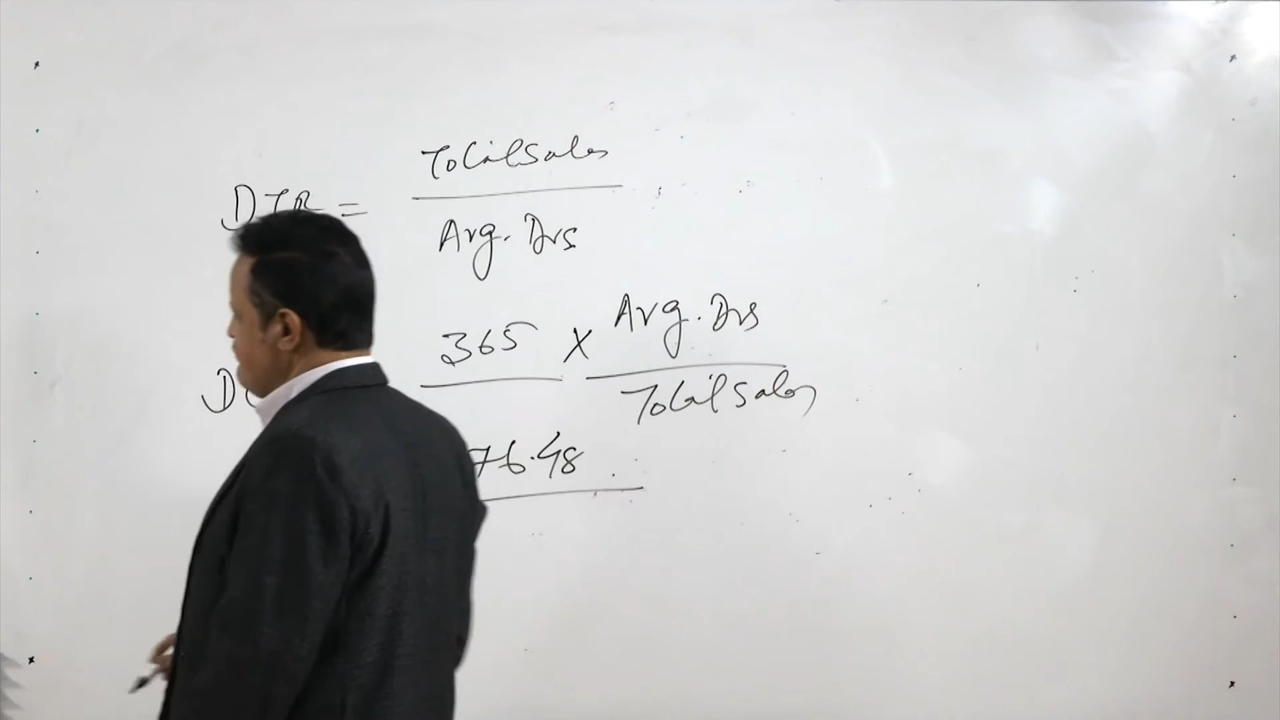 DTR = Total Sales
Avg. Drs
365 X Avg. Drs
Total Sales
76.48